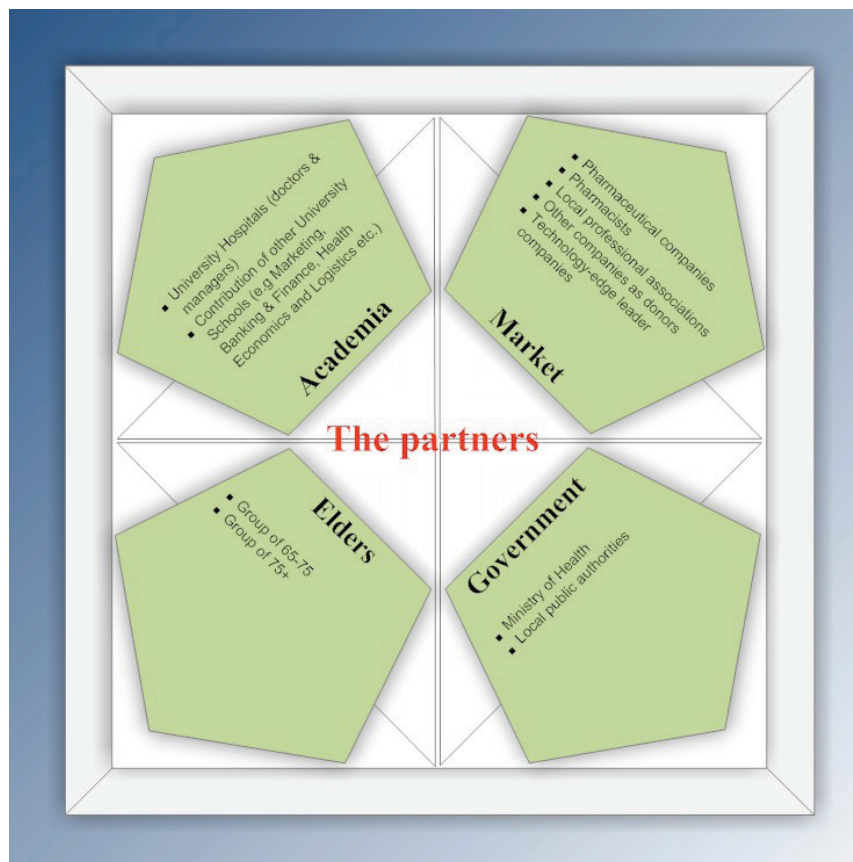 ▪ University Hospitals (doctors &
managers)
▪ Contribution of other University
Schools (e.g Marketing,
Banking & Finance, Health
Economics and Logistics etc.)
Academia
▪ Pharmaceutical companies
▪ Pharmacists
▪ Local professional associations
▪ Other companies as donors
▪ Technology-edge leader
companies
Market
The partners
Elders
▪ Group of 65-75
▪ Group of 75+
Government
▪ Ministry of Health
▪ Local public authorities